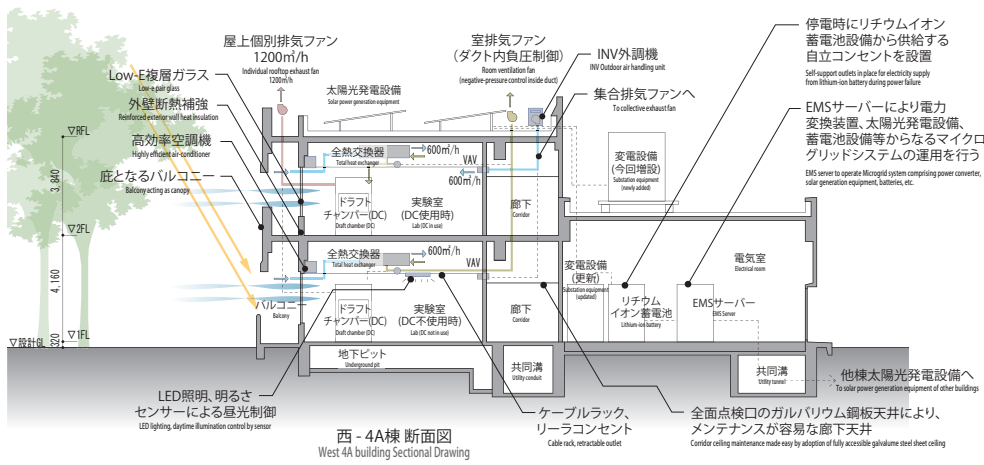 屋上個別排気ファン
1200㎥/h
Individual rooftop exhaust fan
1200㎥/h
室排気ファン
(ダクト内負圧制御)
Room ventilation fan
(negative-pressure control inside duct)
INV外調機
INV Outdoor air handling unit
停電時にリチウムイオン
蓄電池設備から供給する
自立コンセントを設置
Self-support outlets in place for electricity supply
from lithium-ion battery during power failure
Low-E複層ガラス
Low-e pair glass
太陽光発電設備
Solar power generation equipment
集合排気ファンへ
To collective exhaust fan
外壁断熱補強
Reinforced exterior wall heat insulation
EMSサーバーにより電力
変換装置、太陽光発電設備、
蓄電池設備等からなるマイクロ
グリッドシステムの運用を行う
EMS server to operate Microgrid system comprising power converter,
solar generation equipment, batteries, etc.
▽RFL
高効率空調機
Highly efficient air-conditioner
全熱交換器
Total heat exchanger
600㎥/h
VAV
600㎥/h
変電設備
(今回増設)
Substation equipment
(newly added)
3,840
庇となるバルコニー
Balcony acting as canopy
ドラフト
チャンバー(DC)
Draft chamber (DC)
実験室
(DC使用時)
Lab (DC in use)
廊下
Corridor
▽2FL
全熱交換器
Total heat exchanger
600㎥/h
VAV
変電設備
(更新)
Substation equipment
(updated)
電気室
Electrical room
4,160
バルコニー
Balcony
ドラフト
チャンバー(DC)
Draft chamber (DC)
実験室
(DC不使用時)
Lab (DC not in use)
廊下
Corridor
リチウム
イオン蓄電池
Lithium-ion battery
EMSサーバー
EMS Server
▽1FL
▽設計GL
320
地下ピット
Underground pit
共同溝
Utility conduit
共同溝
Utility tunnel
他棟太陽光発電設備へ
To solar power generation equipment of other buildings
LED照明、明るさ
センサーによる昼光制御
LED lighting, daytime illumination control by sensor
ケーブルラック、
リーラコンセント
Cable rack, retractable outlet
全面点検口のガルバリウム鋼板天井により、
メンテナンスが容易な廊下天井
Corridor ceiling maintenance made easy by adoption of fully accessible galvalume steel sheet ceiling
西 - 4A棟 断面図
West 4A building Sectional Drawing